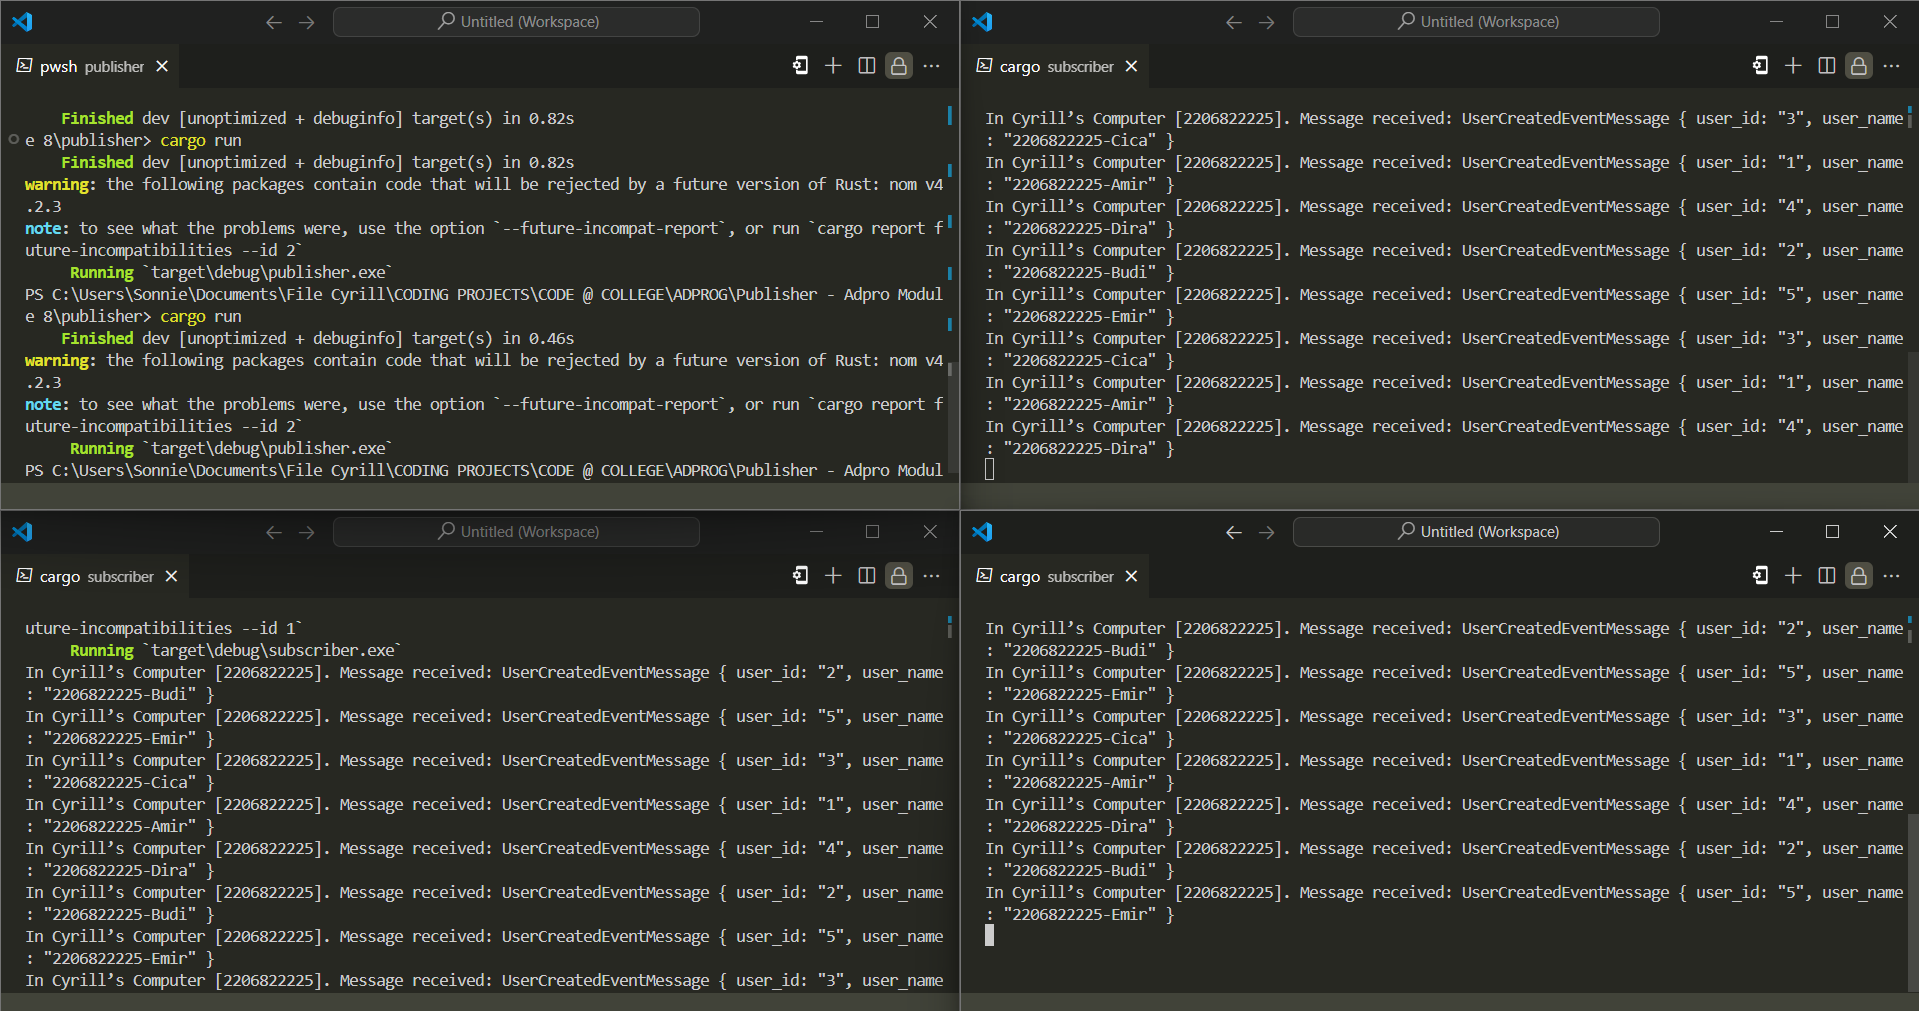 Untitled (Workspace)
pwsh publisher
Finished dev [unoptimized + debuginfo] target(s) in 0.82s
e 8\publisher> cargo run
Finished dev [unoptimized + debuginfo] target(s) in 0.82s
warning: the following packages contain code that will be rejected by a future version of Rust: nom v4
.2.3
note: to see what the problems were, use the option `--future-incompat-report`, or run `cargo report f
uture-incompatibilities --id 2`
Running `target\debug\publisher.exe`
PS C:\Users\Sonnie\Documents\File Cyrill\CODING PROJECTS\CODE @ COLLEGE\ADPROG\Publisher - Adpro Modul
e 8\publisher> cargo run
Finished dev [unoptimized + debuginfo] target(s) in 0.46s
warning: the following packages contain code that will be rejected by a future version of Rust: nom v4
.2.3
note: to see what the problems were, use the option `--future-incompat-report`, or run `cargo report f
uture-incompatibilities --id 2`
Running `target\debug\publisher.exe`
PS C:\Users\Sonnie\Documents\File Cyrill\CODING PROJECTS\CODE @ COLLEGE\ADPROG\Publisher - Adpro Modul
Untitled (Workspace)
cargo subscriber
In Cyrill’s Computer [2206822225]. Message received: UserCreatedEventMessage { user_id: "3", user_name
: "2206822225-Cica" }
In Cyrill’s Computer [2206822225]. Message received: UserCreatedEventMessage { user_id: "1", user_name
: "2206822225-Amir" }
In Cyrill’s Computer [2206822225]. Message received: UserCreatedEventMessage { user_id: "4", user_name
: "2206822225-Dira" }
In Cyrill’s Computer [2206822225]. Message received: UserCreatedEventMessage { user_id: "2", user_name
: "2206822225-Budi" }
In Cyrill’s Computer [2206822225]. Message received: UserCreatedEventMessage { user_id: "5", user_name
: "2206822225-Emir" }
In Cyrill’s Computer [2206822225]. Message received: UserCreatedEventMessage { user_id: "3", user_name
: "2206822225-Cica" }
In Cyrill’s Computer [2206822225]. Message received: UserCreatedEventMessage { user_id: "1", user_name
: "2206822225-Amir" }
In Cyrill’s Computer [2206822225]. Message received: UserCreatedEventMessage { user_id: "4", user_name
: "2206822225-Dira" }
Untitled (Workspace)
cargo subscriber
uture-incompatibilities --id 1`
Running `target\debug\subscriber.exe`
In Cyrill’s Computer [2206822225]. Message received: UserCreatedEventMessage { user_id: "2", user_name
: "2206822225-Budi" }
In Cyrill’s Computer [2206822225]. Message received: UserCreatedEventMessage { user_id: "5", user_name
: "2206822225-Emir" }
In Cyrill’s Computer [2206822225]. Message received: UserCreatedEventMessage { user_id: "3", user_name
: "2206822225-Cica" }
In Cyrill’s Computer [2206822225]. Message received: UserCreatedEventMessage { user_id: "1", user_name
: "2206822225-Amir" }
In Cyrill’s Computer [2206822225]. Message received: UserCreatedEventMessage { user_id: "4", user_name
: "2206822225-Dira" }
In Cyrill’s Computer [2206822225]. Message received: UserCreatedEventMessage { user_id: "2", user_name
: "2206822225-Budi" }
In Cyrill’s Computer [2206822225]. Message received: UserCreatedEventMessage { user_id: "5", user_name
: "2206822225-Emir" }
In Cyrill’s Computer [2206822225]. Message received: UserCreatedEventMessage { user_id: "3", user_name
Untitled (Workspace)
cargo subscriber
In Cyrill’s Computer [2206822225]. Message received: UserCreatedEventMessage { user_id: "2", user_name
: "2206822225-Budi" }
In Cyrill’s Computer [2206822225]. Message received: UserCreatedEventMessage { user_id: "5", user_name
: "2206822225-Emir" }
In Cyrill’s Computer [2206822225]. Message received: UserCreatedEventMessage { user_id: "3", user_name
: "2206822225-Cica" }
In Cyrill’s Computer [2206822225]. Message received: UserCreatedEventMessage { user_id: "1", user_name
: "2206822225-Amir" }
In Cyrill’s Computer [2206822225]. Message received: UserCreatedEventMessage { user_id: "4", user_name
: "2206822225-Dira" }
In Cyrill’s Computer [2206822225]. Message received: UserCreatedEventMessage { user_id: "2", user_name
: "2206822225-Budi" }
In Cyrill’s Computer [2206822225]. Message received: UserCreatedEventMessage { user_id: "5", user_name
: "2206822225-Emir" }